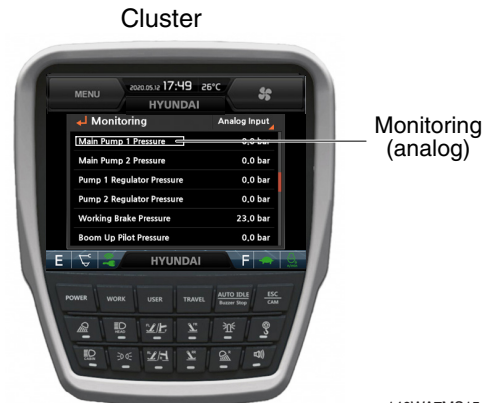 Cluster
MENU
2020.05.12 17:49 26°C
HYUNDAI
Monitoring
Analog Input
Main Pump 1 Pressure 0,0 bar
Main Pump 2 Pressure 0,0 bar
Pump 1 Regulator Pressure 0,0 bar
Pump 2 Regulator Pressure 0,0 bar
Working Brake Pressure 23,0 bar
Boom Up Pilot Pressure 0,0 bar
Monitoring
(analog)
E HYUNDAI F
POWER WORK USER TRAVEL AUTO IDLE ESC
Buzzer Stop CAM
HEAD
CABIN